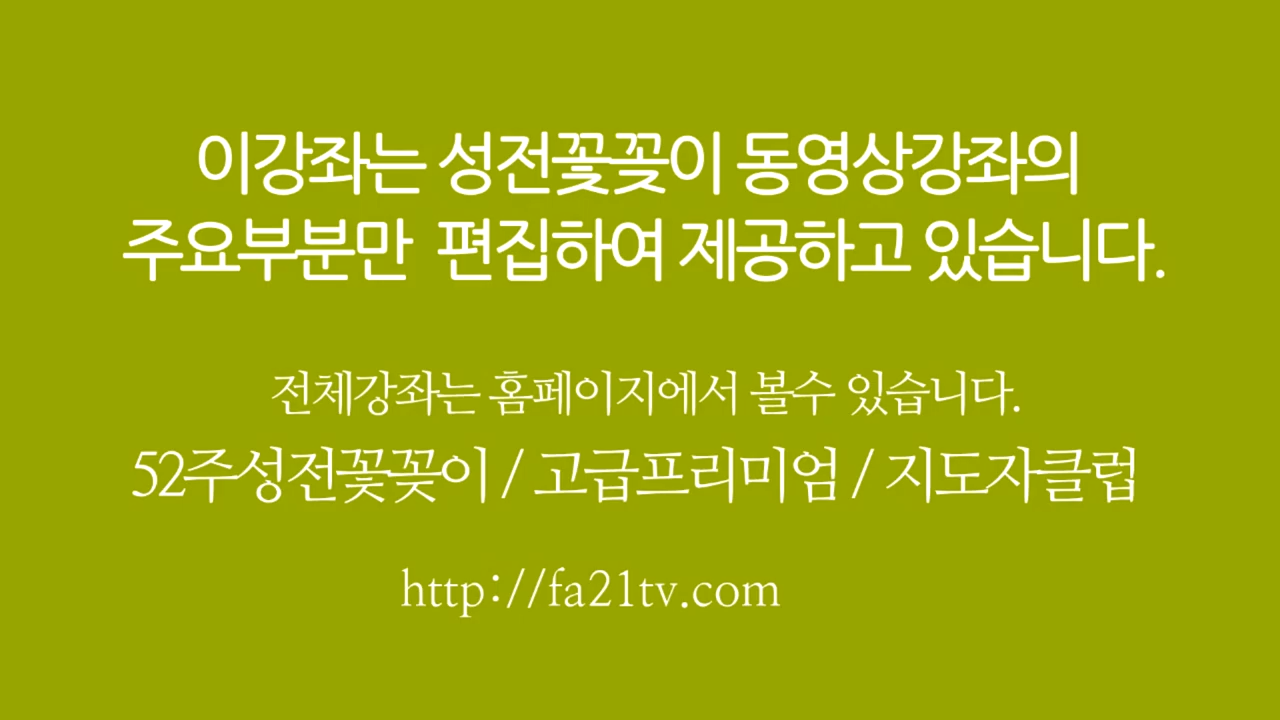 이강좌는 성전꽃꽂이 동영상강좌의
주요부분만 편집하여 제공하고 있습니다.
전체강좌는 홈페이지에서 볼수 있습니다.
52주성전꽃꽂이 / 고급프리미엄 / 지도자클럽
http://fa21tv.com